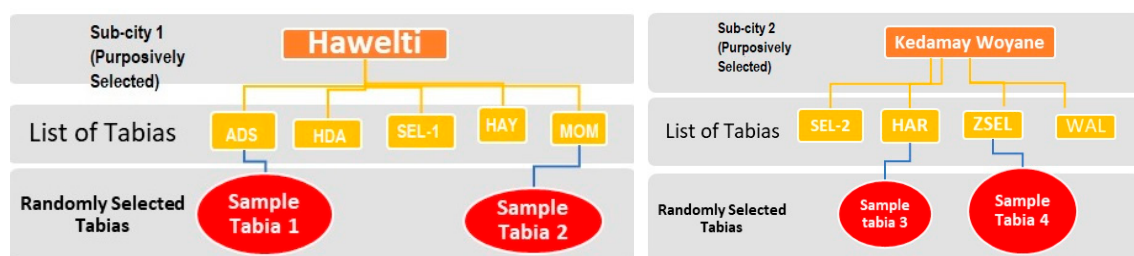 Sub-city 1
(Purposively
Selected)
Hawelti
List of Tabias
ADS
HDA
SEL-1
HAY
MOM
Randomly Selected
Tabias
Sample
Tabia 1
Sample
Tabia 2
Sub-city 2
(Purposively
Selected)
Kedamay Woyane
List of Tabias
SEL-2
HAR
ZSEL
WAL
Randomly Selected
Tabias
Sample
tabia 3
Sample
Tabia 4